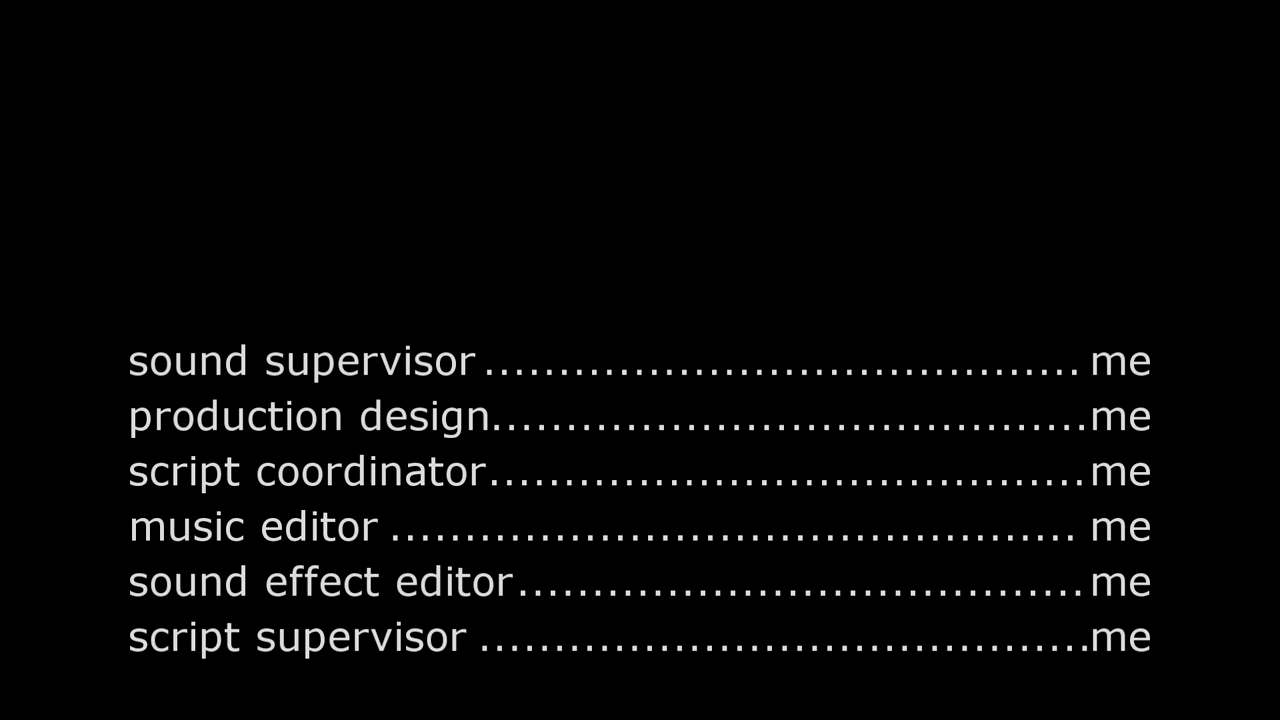 sound supervisor ........................................ me
production design........................................me
script coordinator........................................me
music editor .............................................. me
sound effect editor......................................me
script supervisor .........................................me